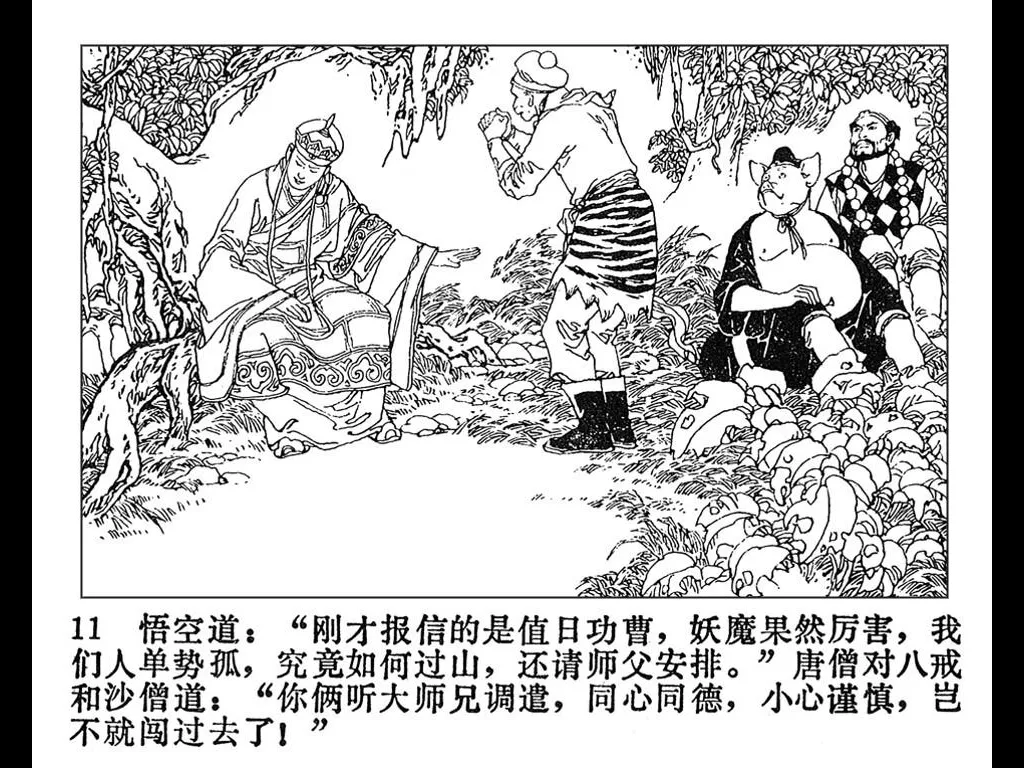 11 悟空道：“刚才报信的是值日功曹，妖魔果然厉害，我
们人单势孤，究竟如何过山，还请师父安排。”唐僧对八戒
和沙僧道：“你俩听大师兄调遣，同心同德，小心谨慎，岂
不就闯过去了！”